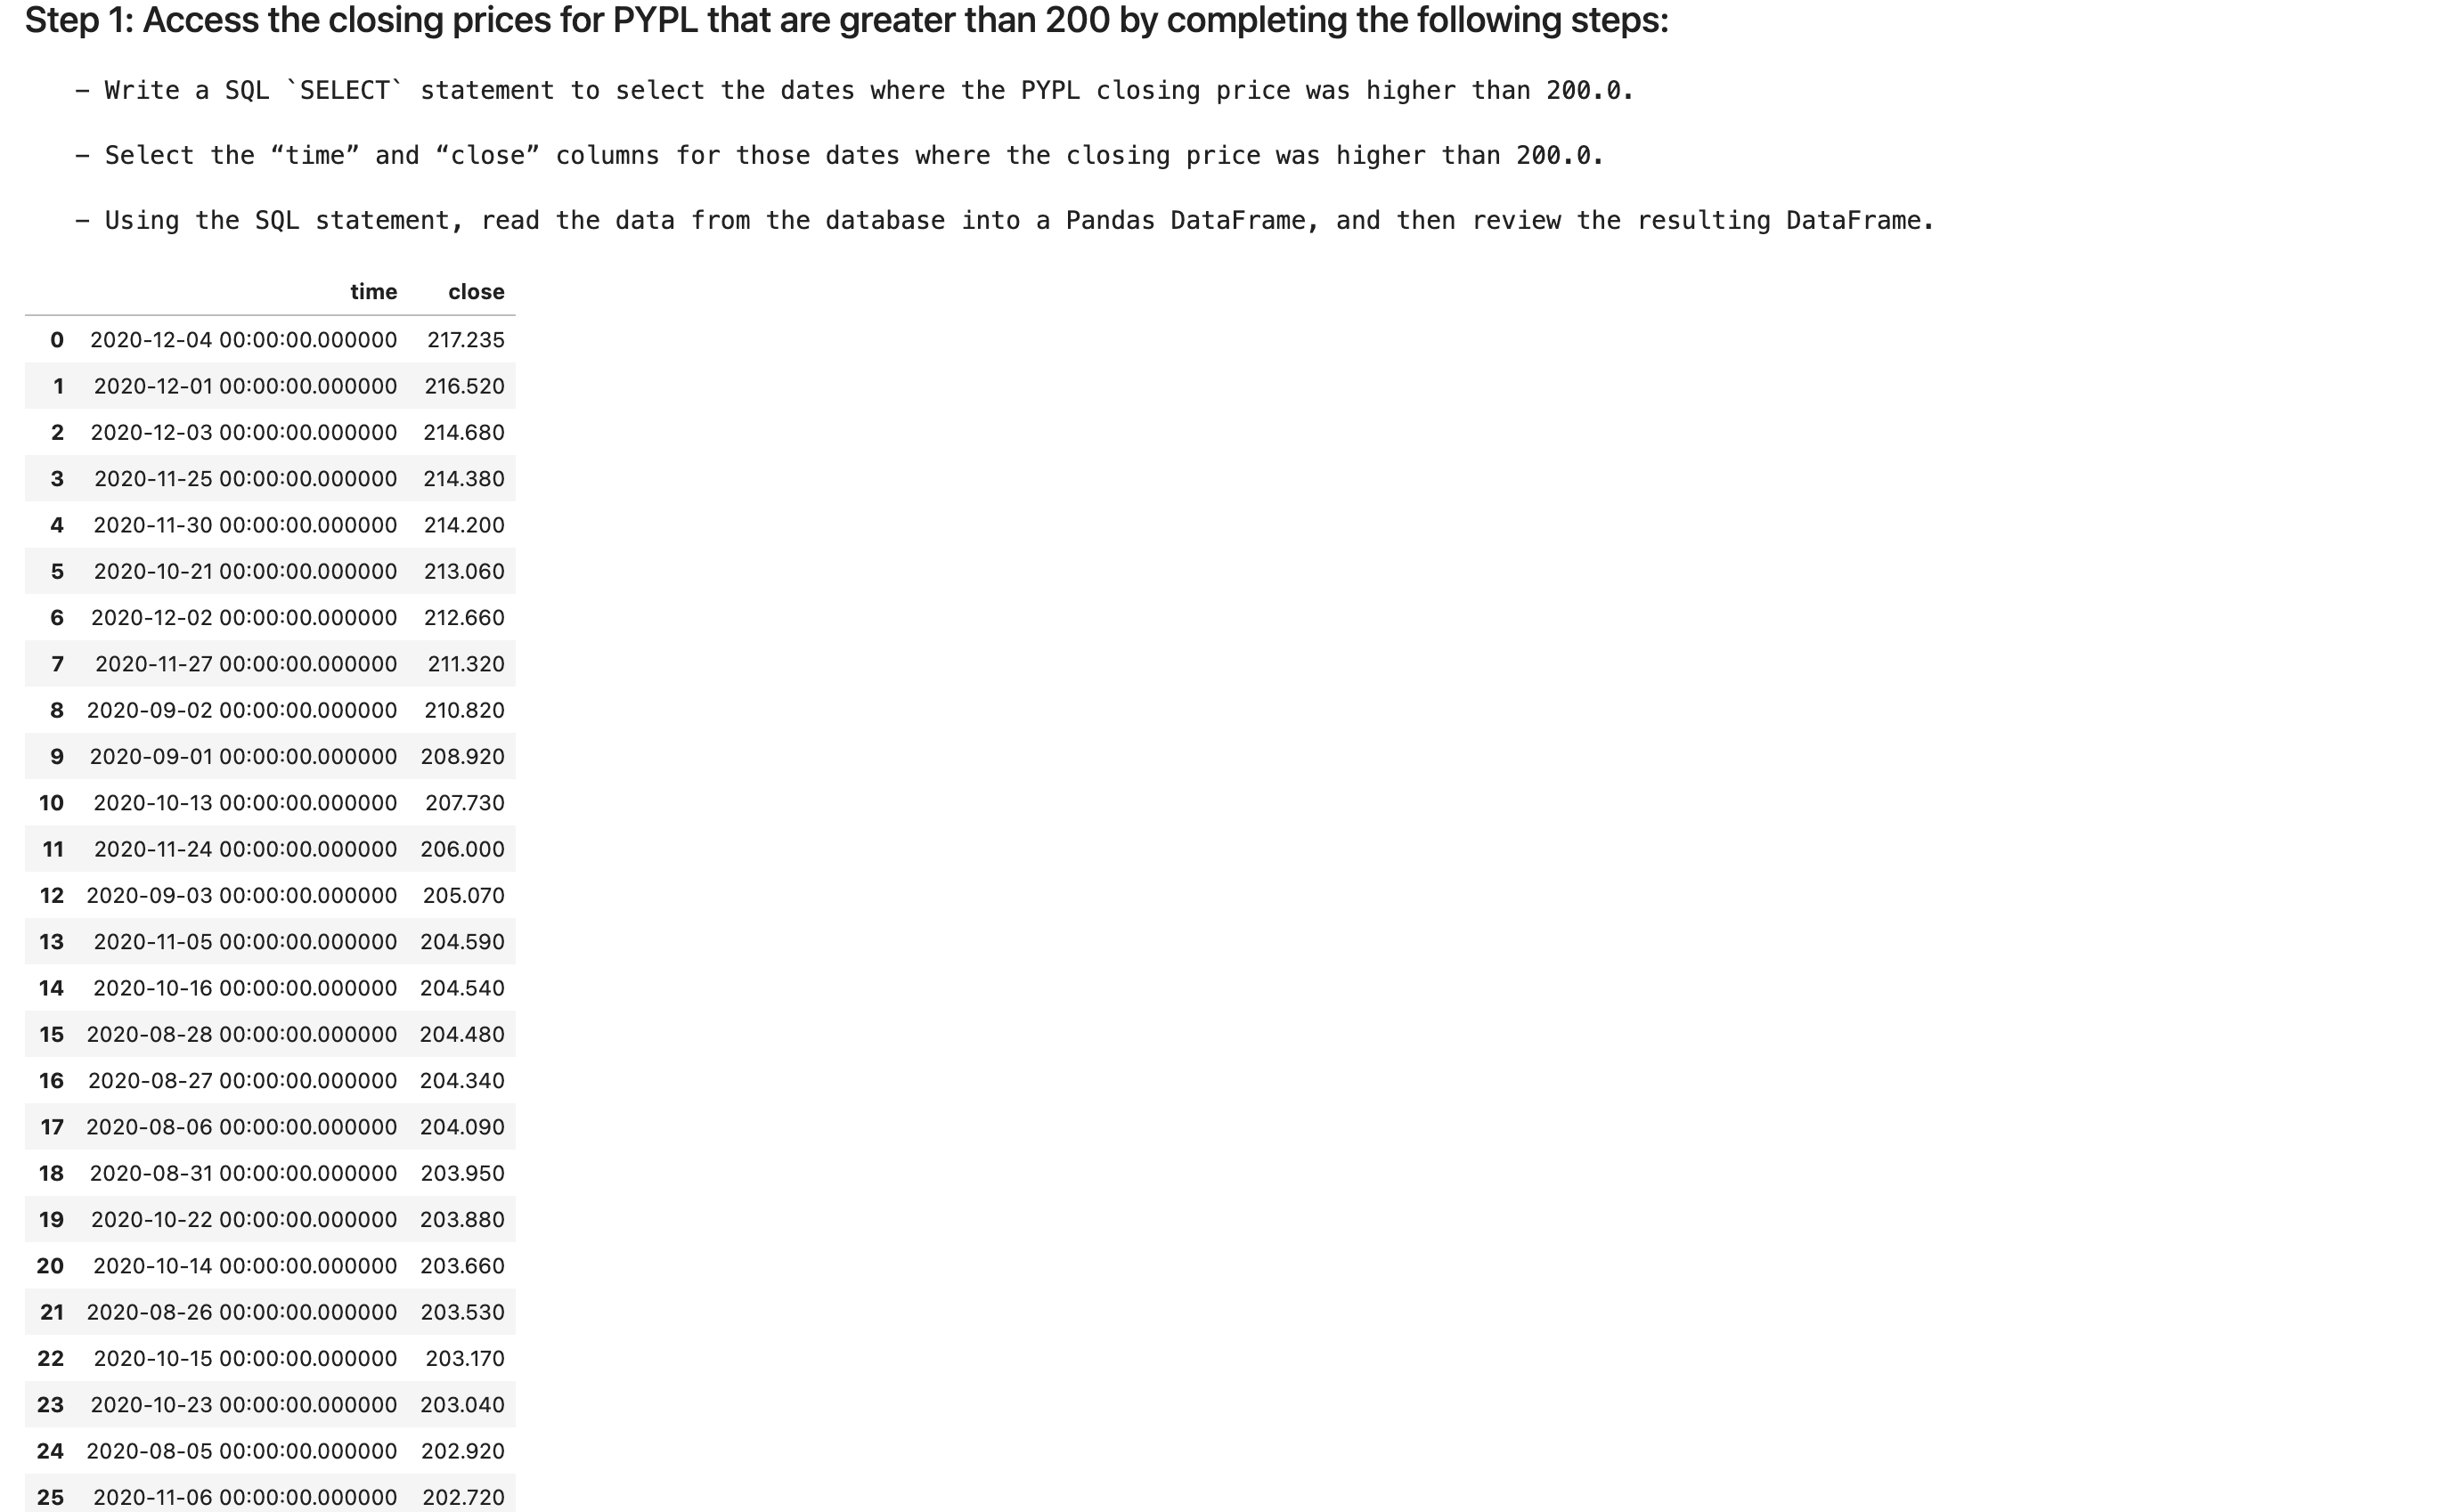 Step 1: Access the closing prices for PYPL that are greater than 200 by completing the following steps:
– Write a SQL `SELECT` statement to select the dates where the PYPL closing price was higher than 200.0.
– Select the “time” and “close” columns for those dates where the closing price was higher than 200.0.
– Using the SQL statement, read the data from the database into a Pandas DataFrame, and then review the resulting DataFrame.
time close
0 2020-12-04 00:00:00.000000 217.235
1 2020-12-01 00:00:00.000000 216.520
2 2020-12-03 00:00:00.000000 214.680
3 2020-11-25 00:00:00.000000 214.380
4 2020-11-30 00:00:00.000000 214.200
5 2020-10-21 00:00:00.000000 213.060
6 2020-12-02 00:00:00.000000 212.660
7 2020-11-27 00:00:00.000000 211.320
8 2020-09-02 00:00:00.000000 210.820
9 2020-09-01 00:00:00.000000 208.920
10 2020-10-13 00:00:00.000000 207.730
11 2020-11-24 00:00:00.000000 206.000
12 2020-09-03 00:00:00.000000 205.070
13 2020-11-05 00:00:00.000000 204.590
14 2020-10-16 00:00:00.000000 204.540
15 2020-08-28 00:00:00.000000 204.480
16 2020-08-27 00:00:00.000000 204.340
17 2020-08-06 00:00:00.000000 204.090
18 2020-08-31 00:00:00.000000 203.950
19 2020-10-22 00:00:00.000000 203.880
20 2020-10-14 00:00:00.000000 203.660
21 2020-08-26 00:00:00.000000 203.530
22 2020-10-15 00:00:00.000000 203.170
23 2020-10-23 00:00:00.000000 203.040
24 2020-08-05 00:00:00.000000 202.920
25 2020-11-06 00:00:00.000000 202.720